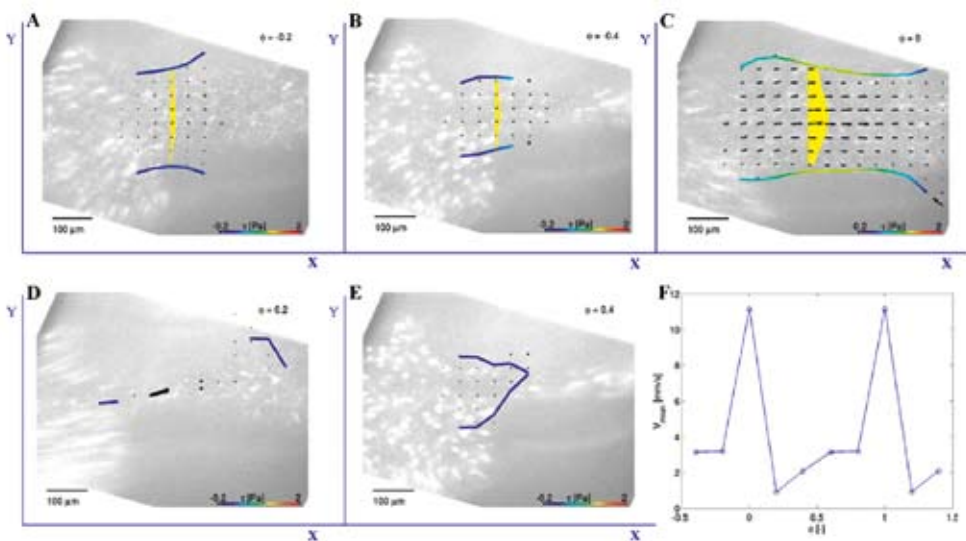 A
Y
ϕ = -0.2
100 µm
-0.2 τ [Pa] 2
X
B
ϕ = -0.4
100 µm
-0.2 τ [Pa] 2
X
C
Y
ϕ = 0
100 µm
-0.2 τ [Pa] 2
X
D
Y
ϕ = 0.2
100 µm
-0.2 τ [Pa] 2
X
E
Y
ϕ = 0.4
100 µm
-0.2 τ [Pa] 2
X
F
12
10
8
6
4
2
0
[mm/s]
-0.5 0 0.5 1 1.5
ϕ [-]